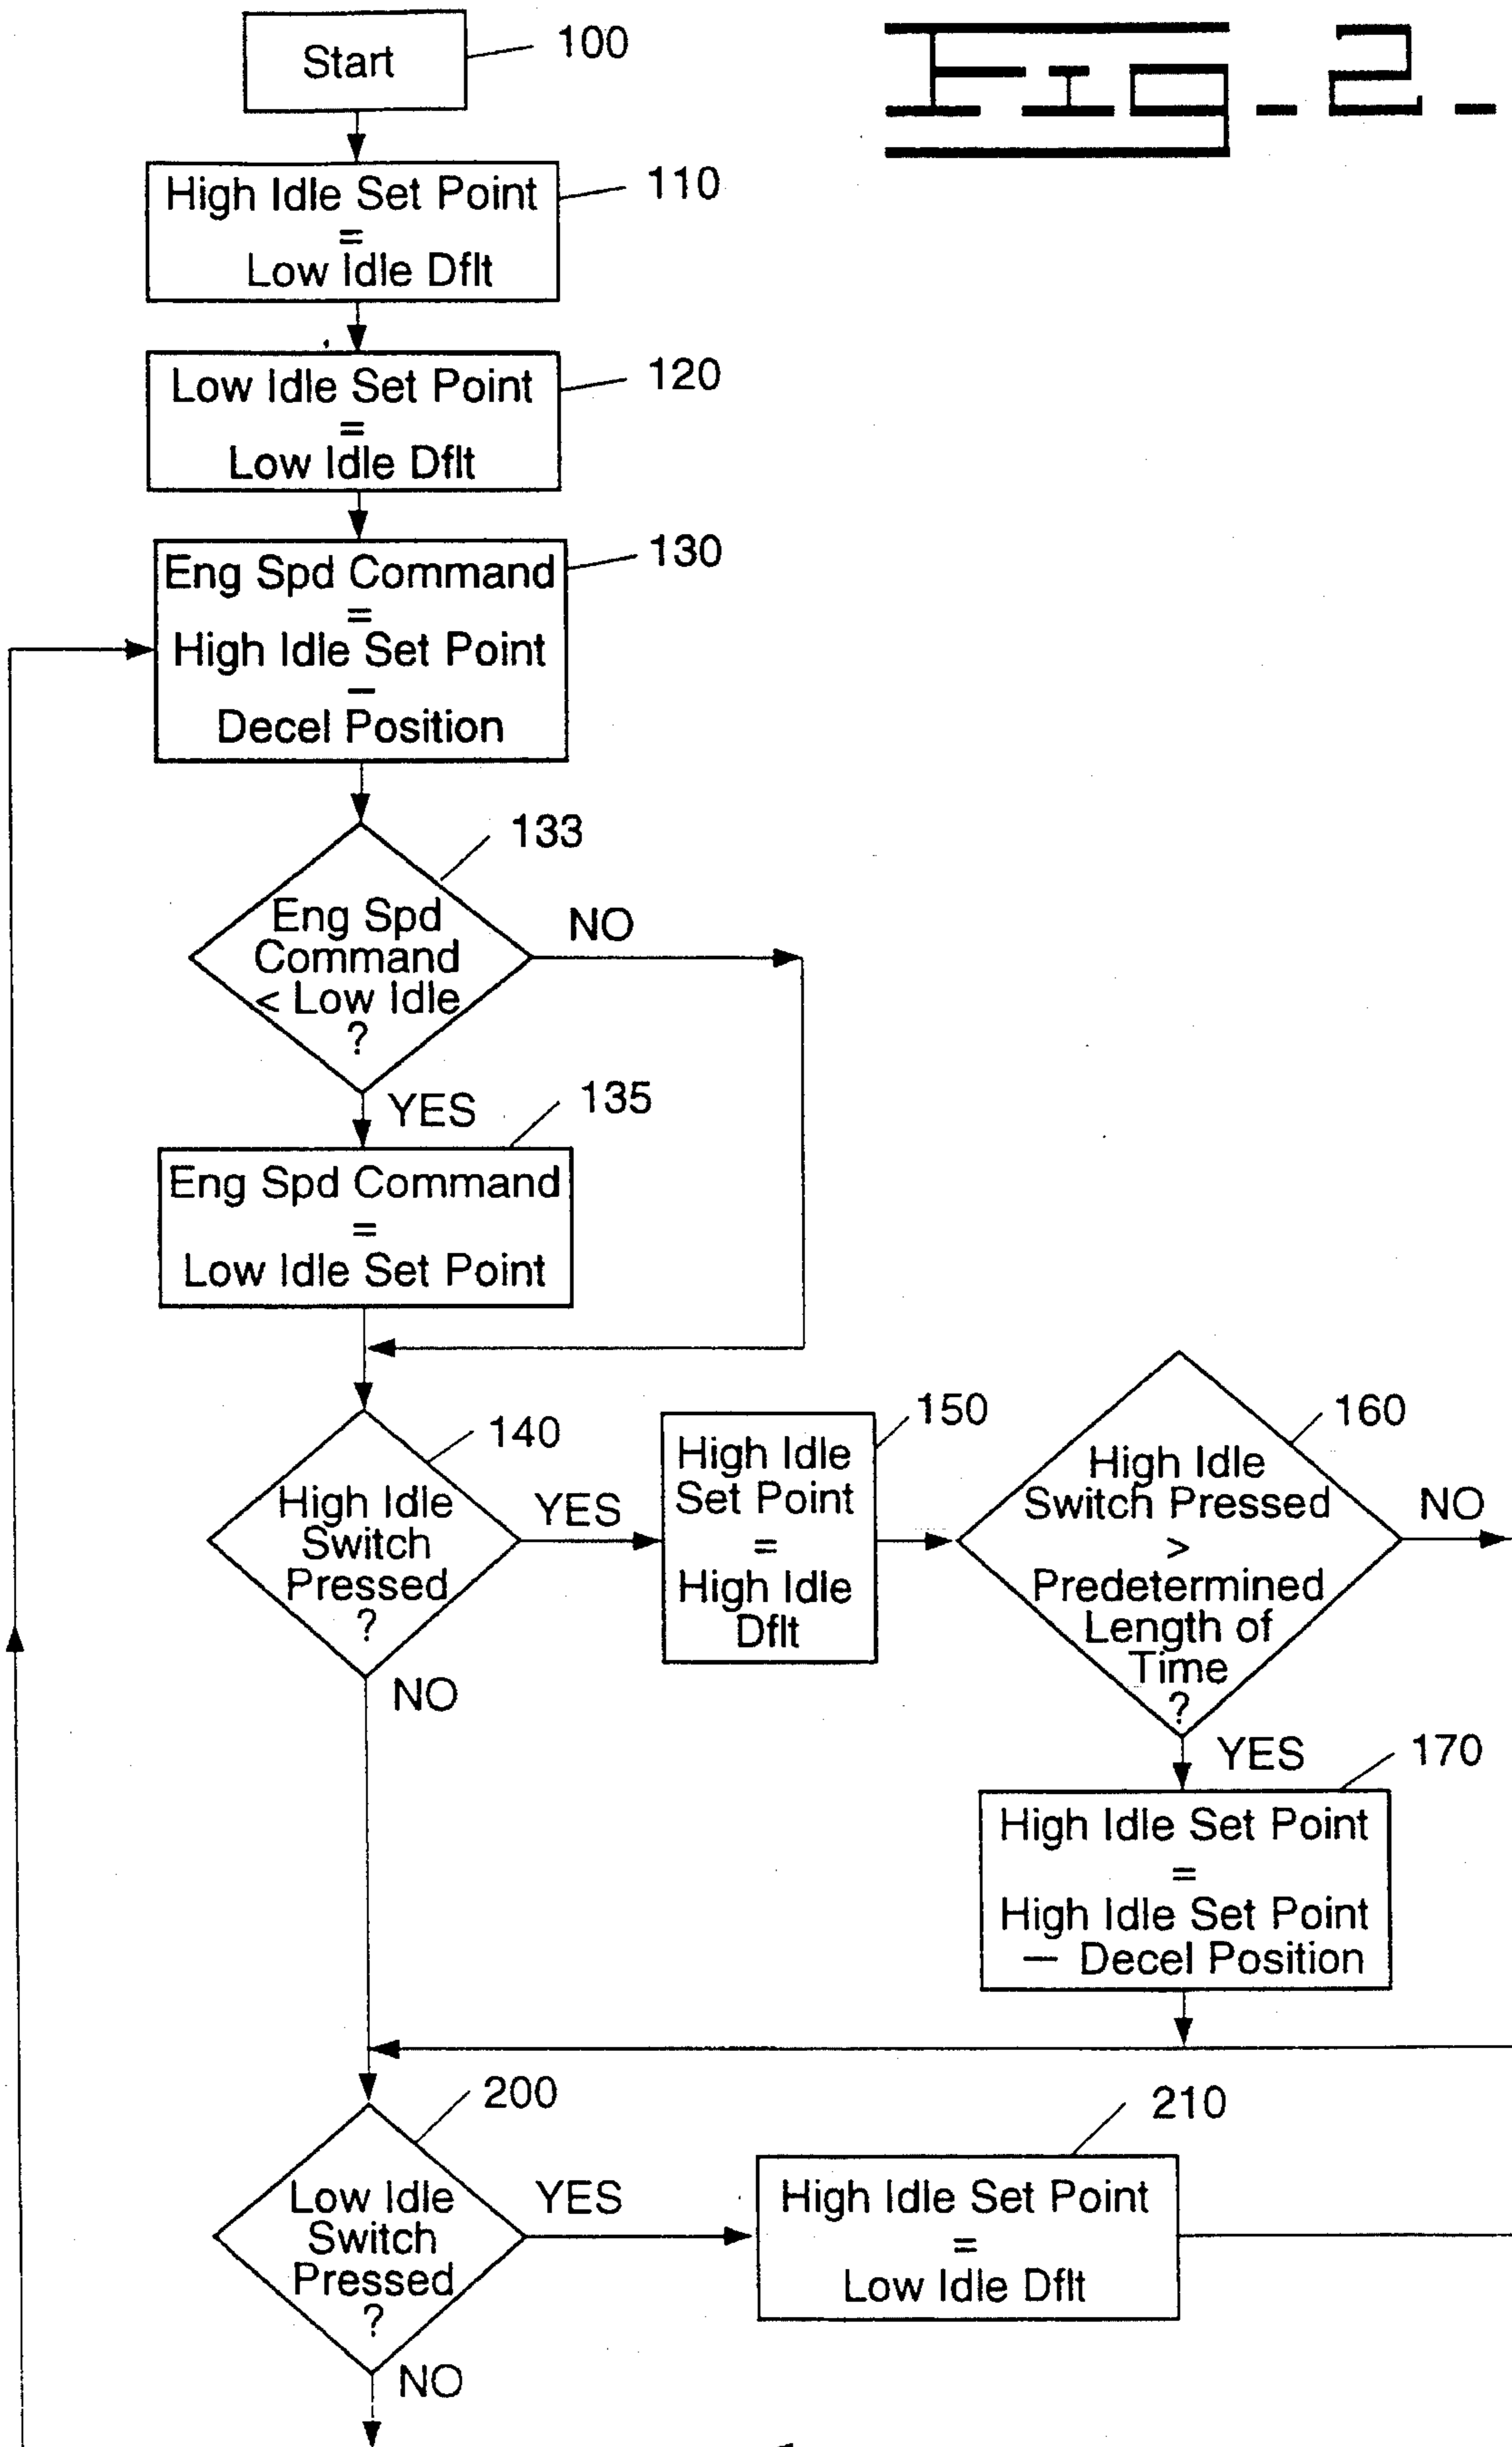 Fig-2-
Start
100
High Idle Set Point
=
Low Idle Dflt
110
Low Idle Set Point
=
Low Idle Dflt
120
Eng Spd Command
=
High Idle Set Point
–
Decel Position
130
133
Eng Spd
Command
< Low Idle
?
NO
YES
135
Eng Spd Command
=
Low Idle Set Point
140
High Idle
Switch
Pressed
?
YES
NO
150
High Idle
Set Point
=
High Idle
Dflt
160
High Idle
Switch Pressed
>
Predetermined
Length of
Time
?
NO
YES
170
High Idle Set Point
=
High Idle Set Point
– Decel Position
200
Low Idle
Switch
Pressed
?
YES
NO
210
High Idle Set Point
=
Low Idle Dflt